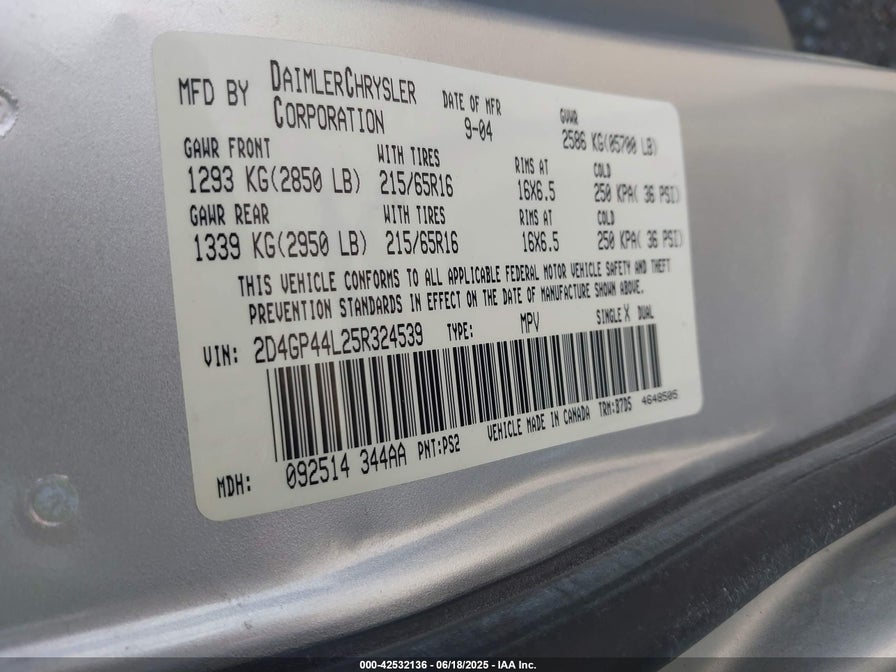 MFD BY DAIMLERCHRYSLER CORPORATION
DATE OF MFR 9-04
GVWR 2586 KG(05700 LB)
GAWR FRONT WITH TIRES RIMS AT COLD
1293 KG(2850 LB) 215/65R16 16X6.5 250 KPA( 36 PSI)
GAWR REAR WITH TIRES RIMS AT COLD
1339 KG(2950 LB) 215/65R16 16X6.5 250 KPA( 36 PSI)
THIS VEHICLE CONFORMS TO ALL APPLICABLE FEDERAL MOTOR VEHICLE SAFETY AND THEFT
PREVENTION STANDARDS IN EFFECT ON THE DATE OF MANUFACTURE SHOWN ABOVE.
VIN: 2D4GP44L25R324539 TYPE: MPV SINGLE X DUAL
MDH: 092514 344AA PNT:PS2 VEHICLE MADE IN CANADA TRM:B7D5 4648505
000-42532136 - 06/18/2025 - IAA Inc.